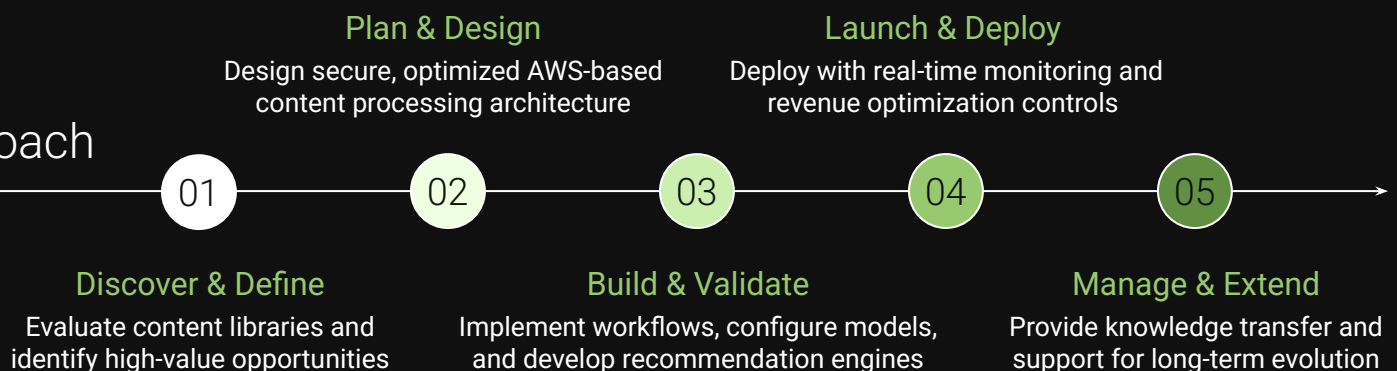 Plan & Design
Design secure, optimized AWS-based
content processing architecture
Launch & Deploy
Deploy with real-time monitoring and
revenue optimization controls
oach
01
02
03
04
05
Discover & Define
Evaluate content libraries and
identify high-value opportunities
Build & Validate
Implement workflows, configure models,
and develop recommendation engines
Manage & Extend
Provide knowledge transfer and
support for long-term evolution